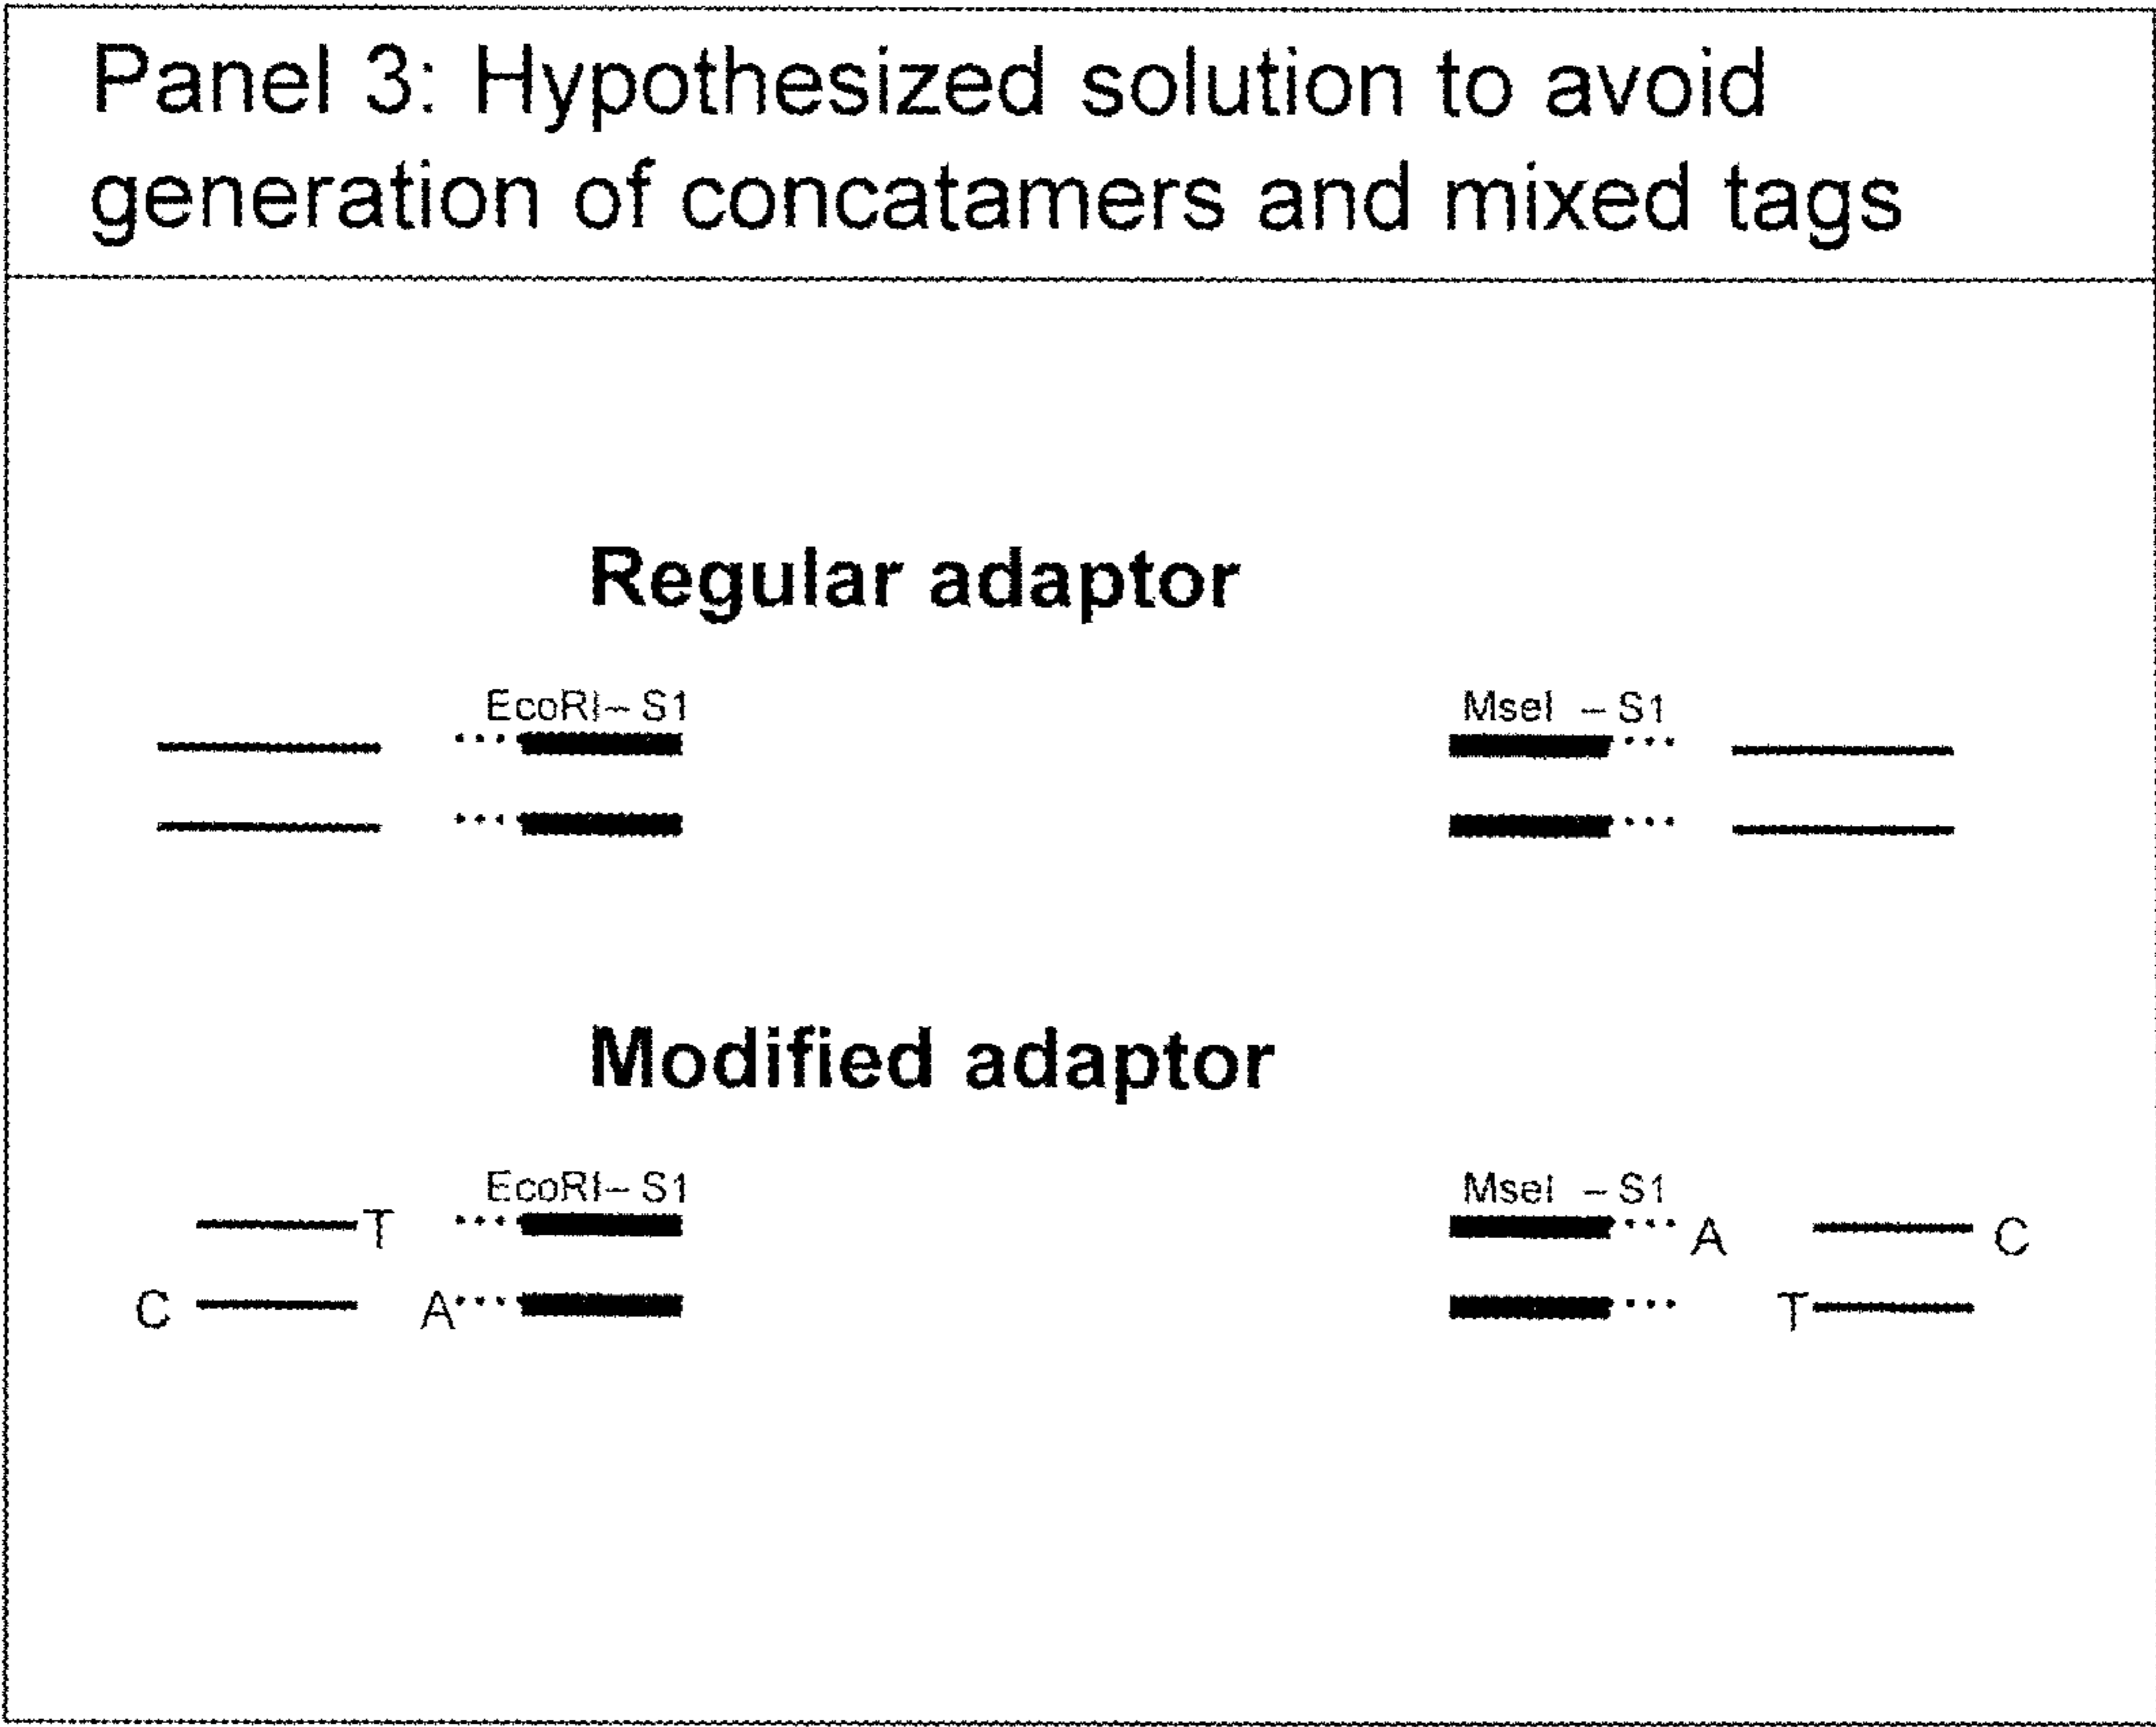 Panel 3: Hypothesized solution to avoid
generation of concatamers and mixed tags
Regular adaptor
EcoRI– S1 MseI – S1
Modified adaptor
EcoRI– S1 MseI – S1
T A C
C A T